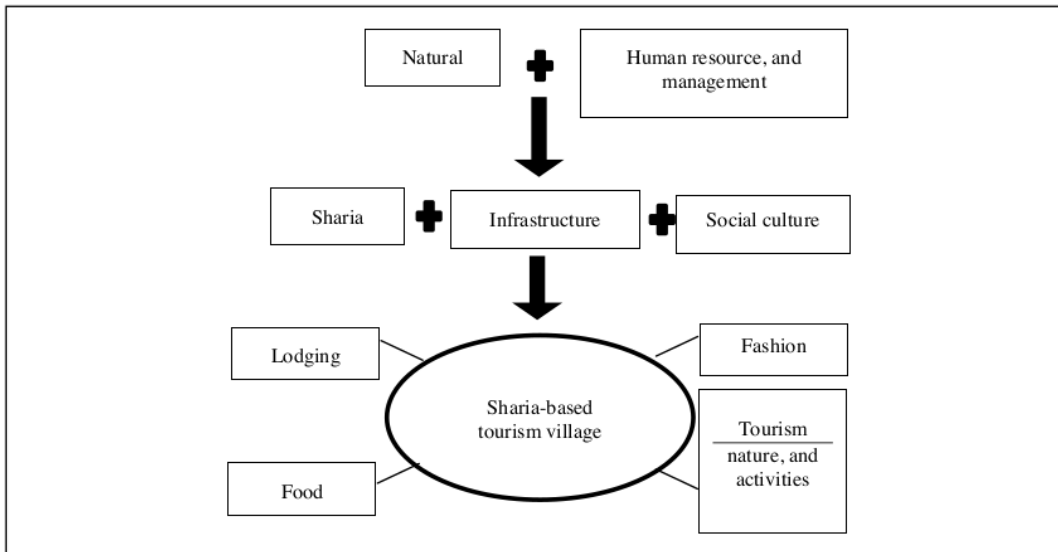 Natural
Human resource, and
management
Sharia
Infrastructure
Social culture
Lodging
Fashion
Sharia-based
tourism village
Tourism
nature, and
activities
Food